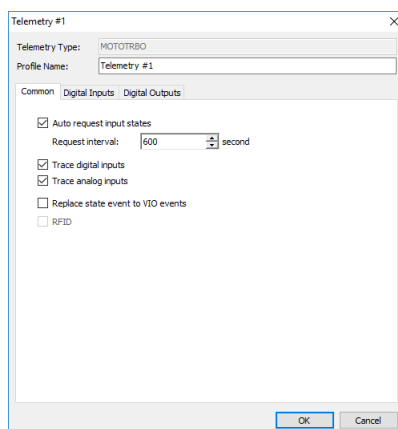 Telemetry #1
Telemetry Type: MOTOTRBO
Profile Name: Telemetry #1
Common Digital Inputs Digital Outputs
Auto request input states
Request interval: 600 second
Trace digital inputs
Trace analog inputs
Replace state event to VIO events
RFID
OK Cancel